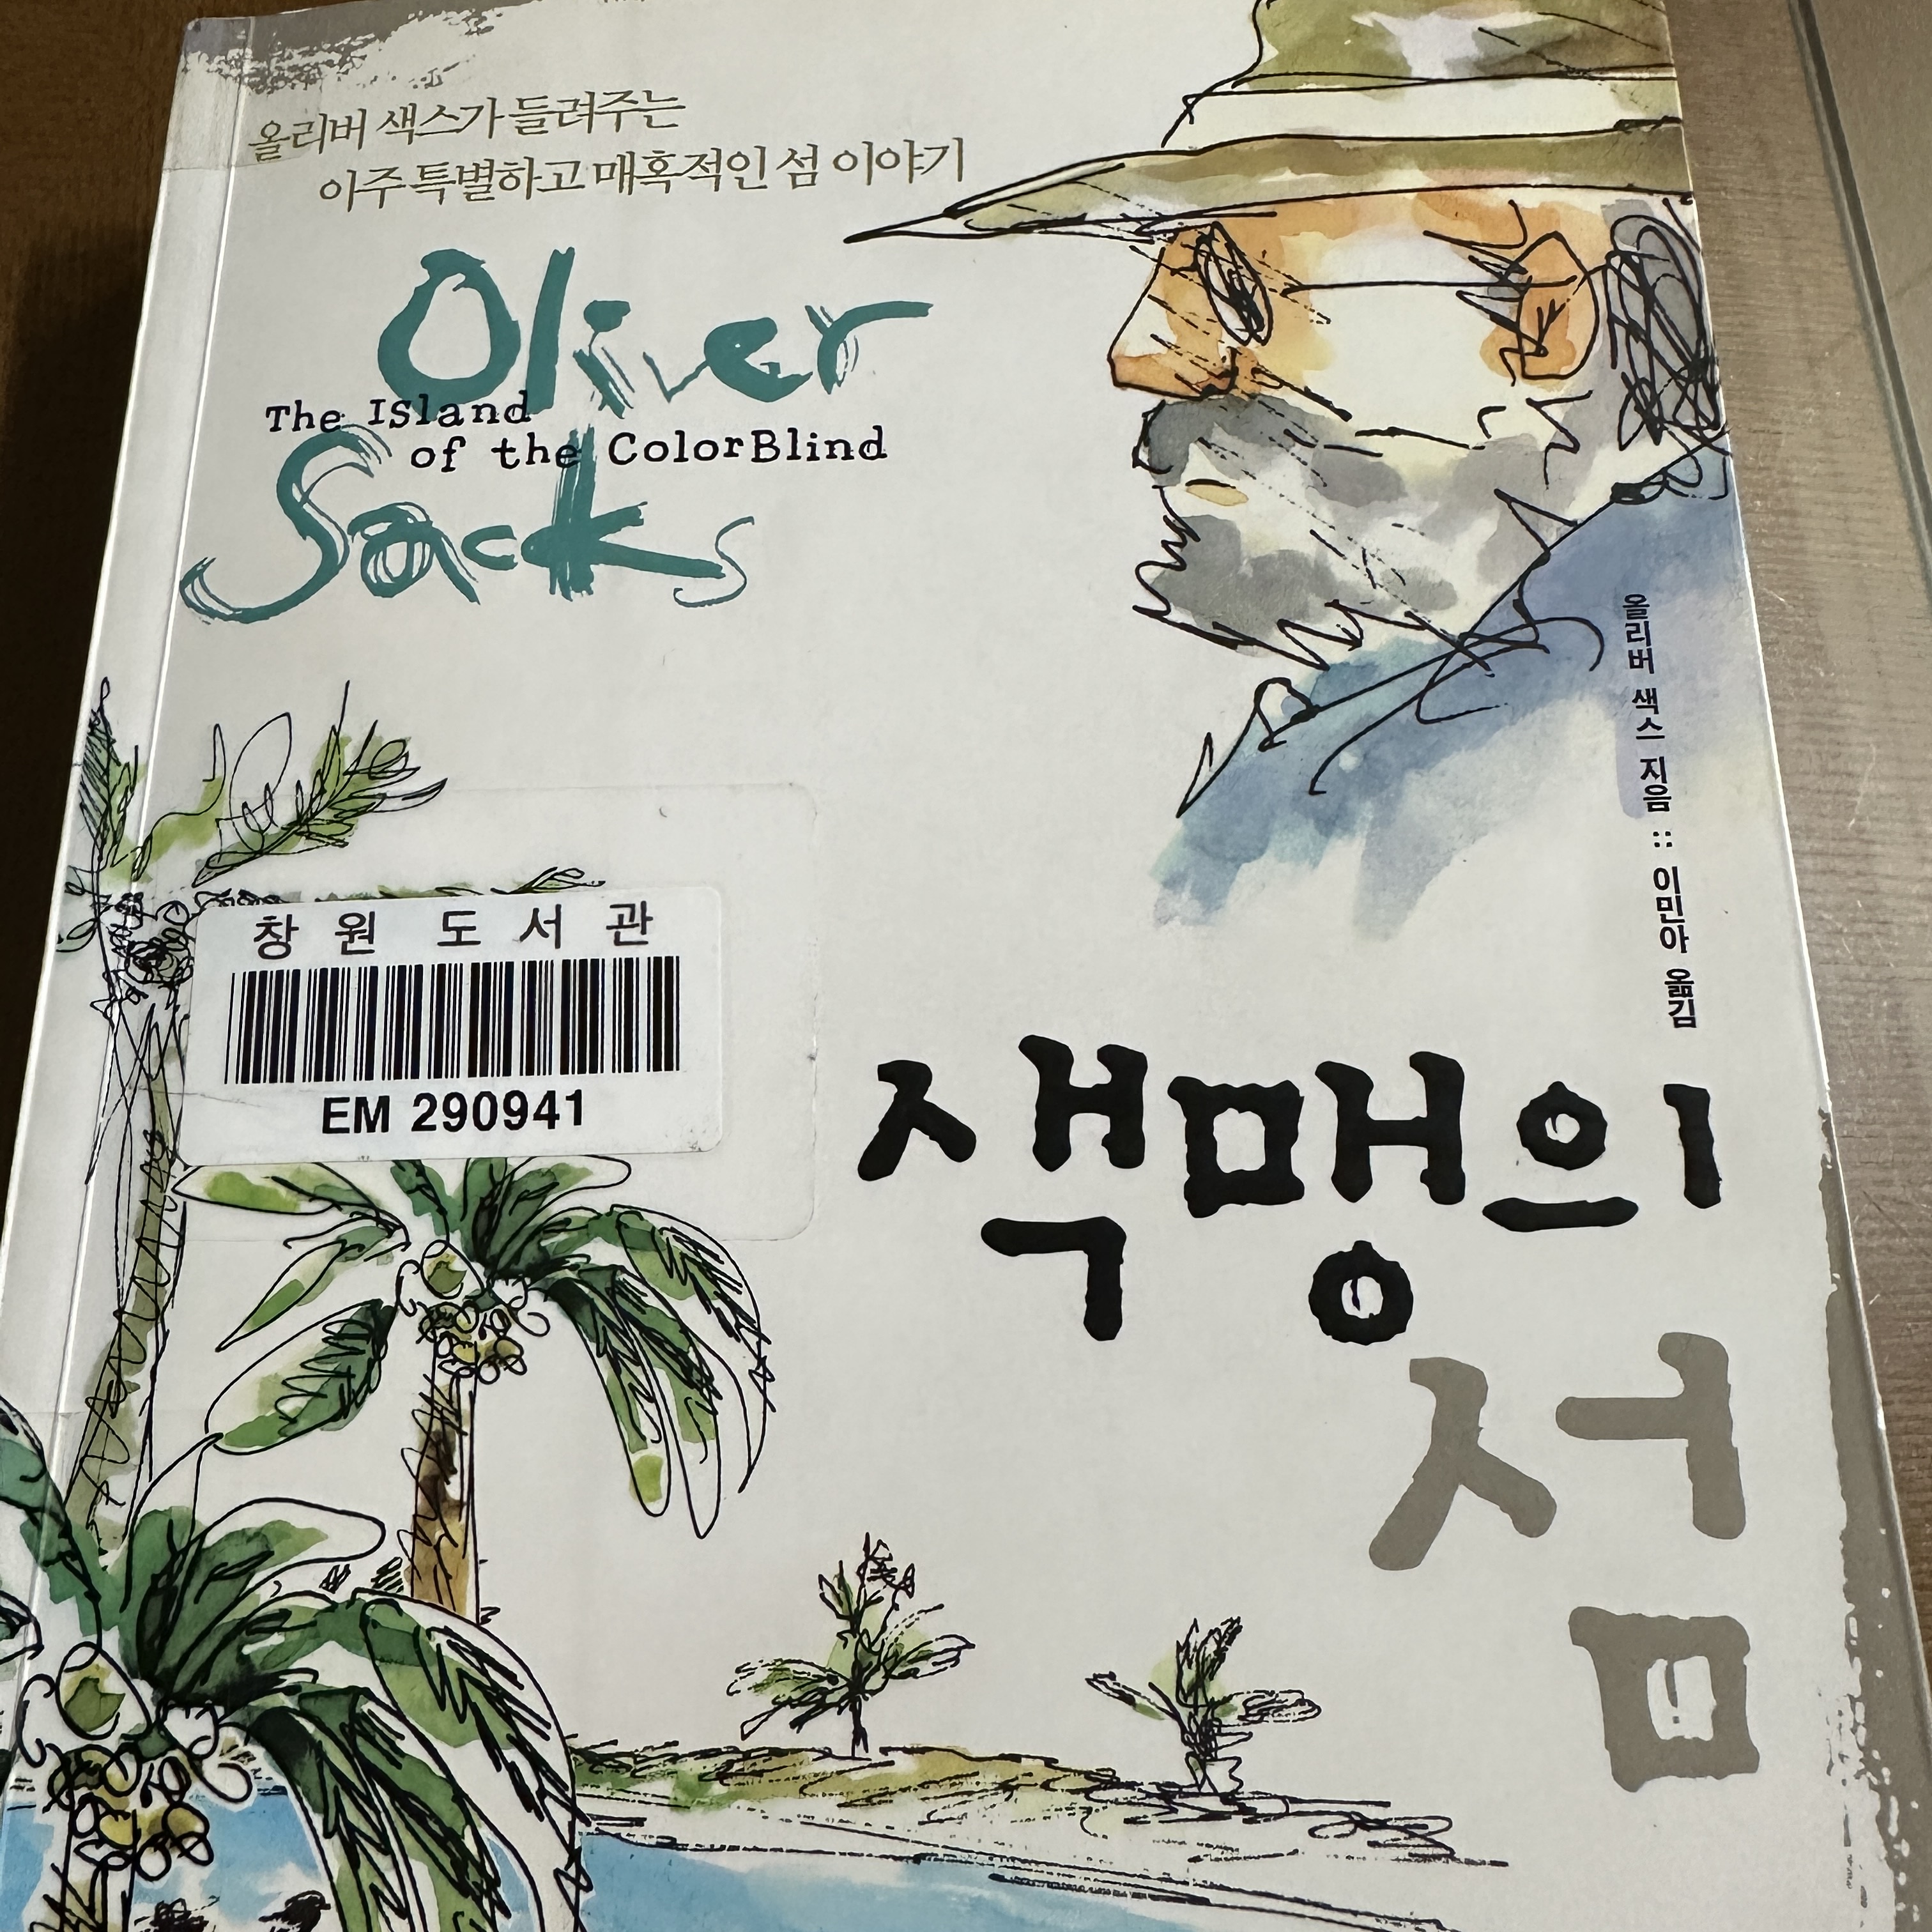 올리버 색스가 들려주는
아주 특별하고 매혹적인 섬 이야기
Oliver
The ISland
of the ColorBlind
Sacks
올리버 색스 지음 :: 이민아 옮김
창원 도서관
EM 290941
색맹의
섬